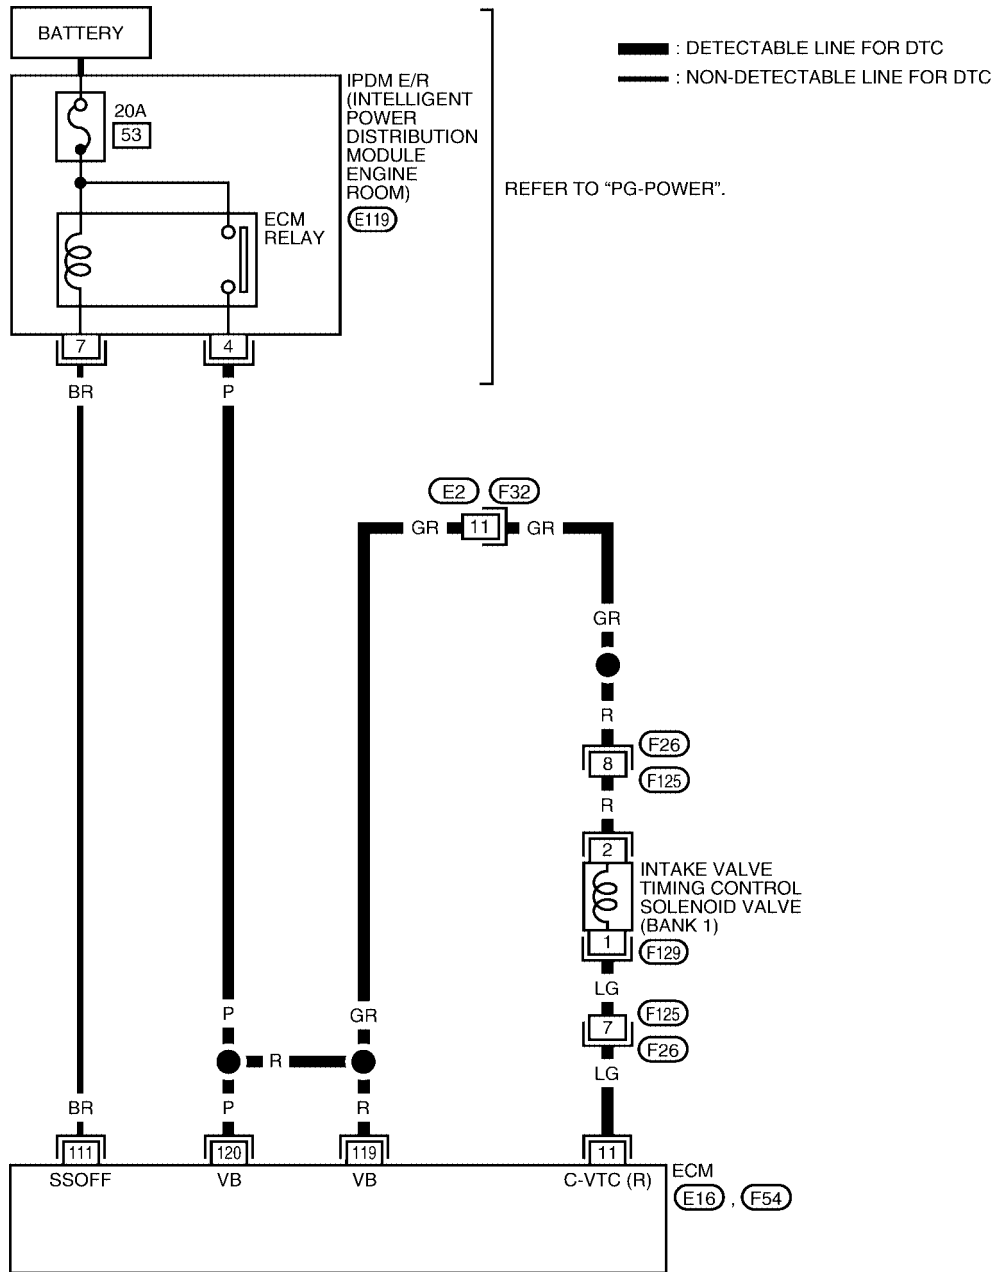 BATTERY
: DETECTABLE LINE FOR DTC
: NON-DETECTABLE LINE FOR DTC
20A
53
IPDM E/R
(INTELLIGENT
POWER
DISTRIBUTION
MODULE
ENGINE
ROOM)
E119
REFER TO “PG-POWER”.
ECM
RELAY
7
4
BR
P
E2
F32
GR
11
GR
GR
R
F26
8
F125
R
2
INTAKE VALVE
TIMING CONTROL
SOLENOID VALVE
(BANK 1)
1
F129
LG
P
GR
F125
7
F26
R
LG
BR
P
R
111
120
119
11
SSOFF
VB
VB
C-VTC (R)
ECM
E16 , F54